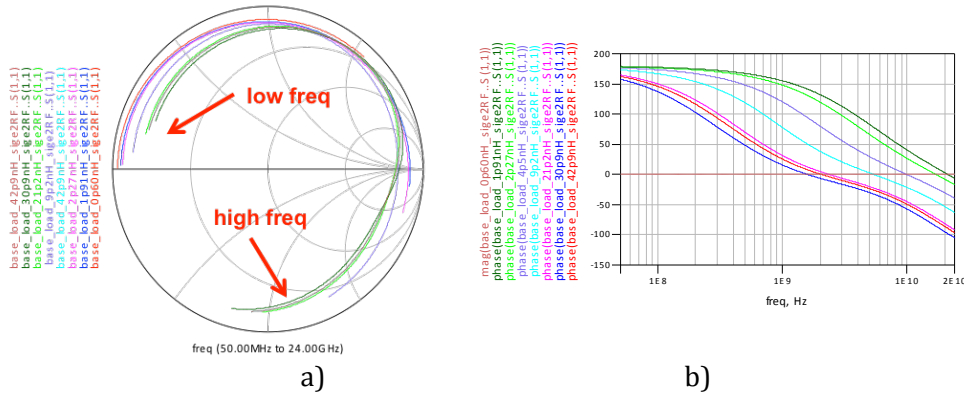 base_load_42p9nH_sige2RF..S(1,1)
base_load_30p9nH_sige2RF..S(1,1)
base_load_21p2nH_sige2RF..S(1,1)
base_load_9p2nH_sige2RF..S(1,1)
base_load_42p9nH_sige2RF..S(1,1)
base_load_2p27nH_sige2RF..S(1,1)
base_load_1p91nH_sige2RF..S(1,1)
base_load_0p60nH_sige2RF..S(1,1)
low freq
high freq
freq (50.00MHz to 24.00GHz)
a)
mag(base_load_0p60nH_sige2RF..S(1,1))
phase(base_load_1p91nH_sige2RF..S(1,1))
phase(base_load_2p27nH_sige2RF..S(1,1))
phase(base_load_4p5nH_sige2RF..S(1,1))
phase(base_load_9p2nH_sige2RF..S(1,1))
phase(base_load_21p2nH_sige2RF..S(1,1))
phase(base_load_30p9nH_sige2RF..S(1,1))
phase(base_load_42p9nH_sige2RF..S(1,1))
200
150
100
50
0
-50
-100
-150
1E8
1E9
1E10
2E10
freq, Hz
b)